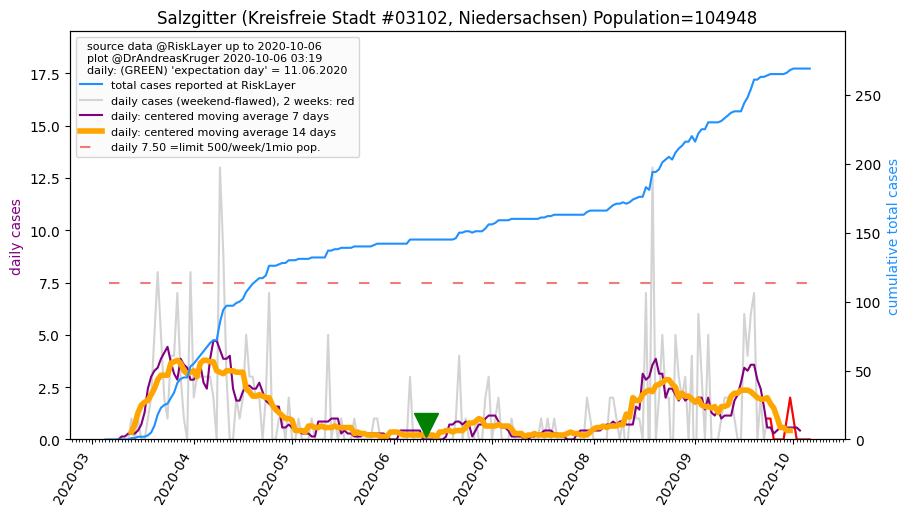 Salzgitter (Kreisfreie Stadt #03102, Niedersachsen) Population=104948
source data @RiskLayer up to 2020-10-06
plot @DrAndreasKruger 2020-10-06 03:19
daily: (GREEN) 'expectation day' = 11.06.2020
total cases reported at RiskLayer
daily cases (weekend-flawed), 2 weeks: red
daily: centered moving average 7 days
daily: centered moving average 14 days
daily 7.50 =limit 500/week/1mio pop.
daily cases
17.5
15.0
12.5
10.0
7.5
5.0
2.5
0.0
cumulative total cases
250
200
150
100
50
0
2020-03
2020-04
2020-05
2020-06
2020-07
2020-08
2020-09
2020-10